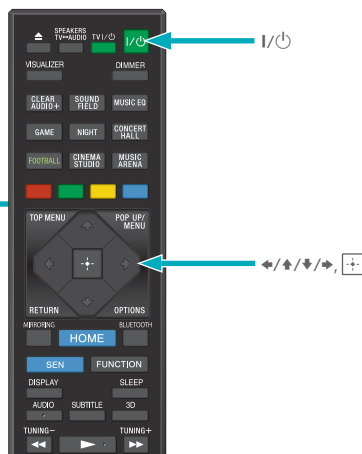 SPEAKERS
TV↔AUDIO TV I/⏻ I/⏻
I/⏻
VISUALIZER DIMMER
CLEAR AUDIO+ SOUND FIELD MUSIC EQ
GAME NIGHT CONCERT HALL
FOOTBALL CINEMA STUDIO MUSIC ARENA
TOP MENU POP UP/ MENU
←/↑/↓/→,
RETURN OPTIONS
MIRRORING BLUETOOTH
HOME
SEN FUNCTION
DISPLAY SLEEP
AUDIO SUBTITLE 3D
TUNING– TUNING+